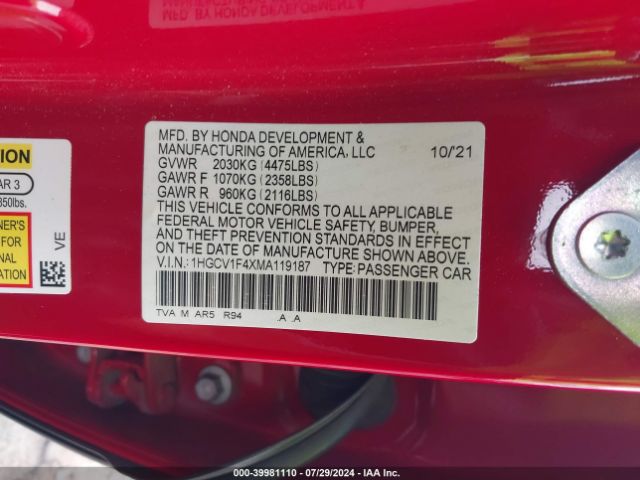 MFD. BY HONDA DEVELOPMENT &
MANUFACTURING OF AMERICA, LLC 10/'21
GVWR 2030KG (4475LBS)
GAWR F 1070KG (2358LBS)
GAWR R 960KG (2116LBS)
THIS VEHICLE CONFORMS TO ALL APPLICABLE
FEDERAL MOTOR VEHICLE SAFETY, BUMPER,
AND THEFT PREVENTION STANDARDS IN EFFECT
ON THE DATE OF MANUFACTURE SHOWN ABOVE.
V.I.N.: 1HGCV1F4XMA119187 TYPE: PASSENGER CAR
TVA M AR5 R94 .A .A
TION
AR 3
850lbs.
NER'S
FOR
NAL
ATION
VE
000-39981110 / 07/29/2024 / IAA Inc.